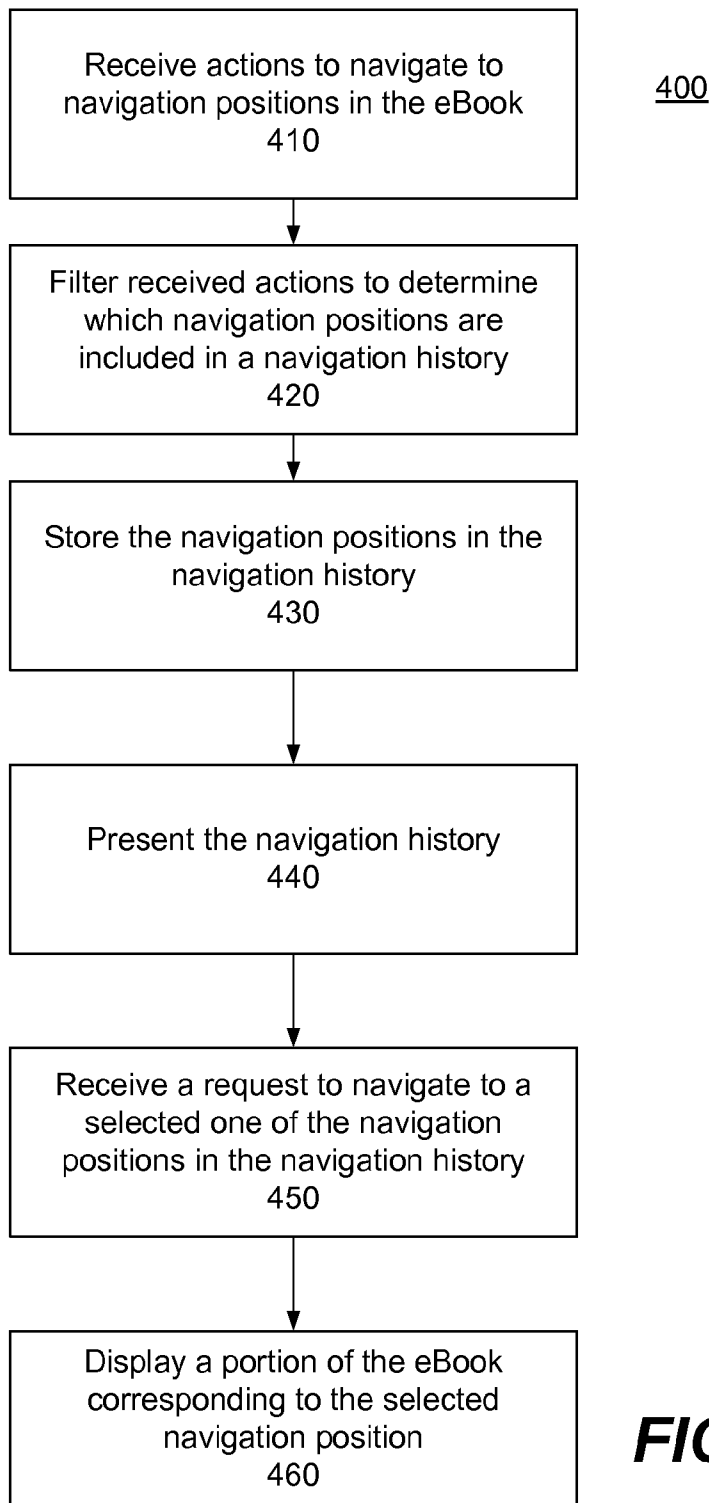 Receive actions to navigate to
navigation positions in the eBook
410
400
Filter received actions to determine
which navigation positions are
included in a navigation history
420
Store the navigation positions in the
navigation history
430
Present the navigation history
440
Receive a request to navigate to a
selected one of the navigation
positions in the navigation history
450
Display a portion of the eBook
corresponding to the selected
navigation position
460